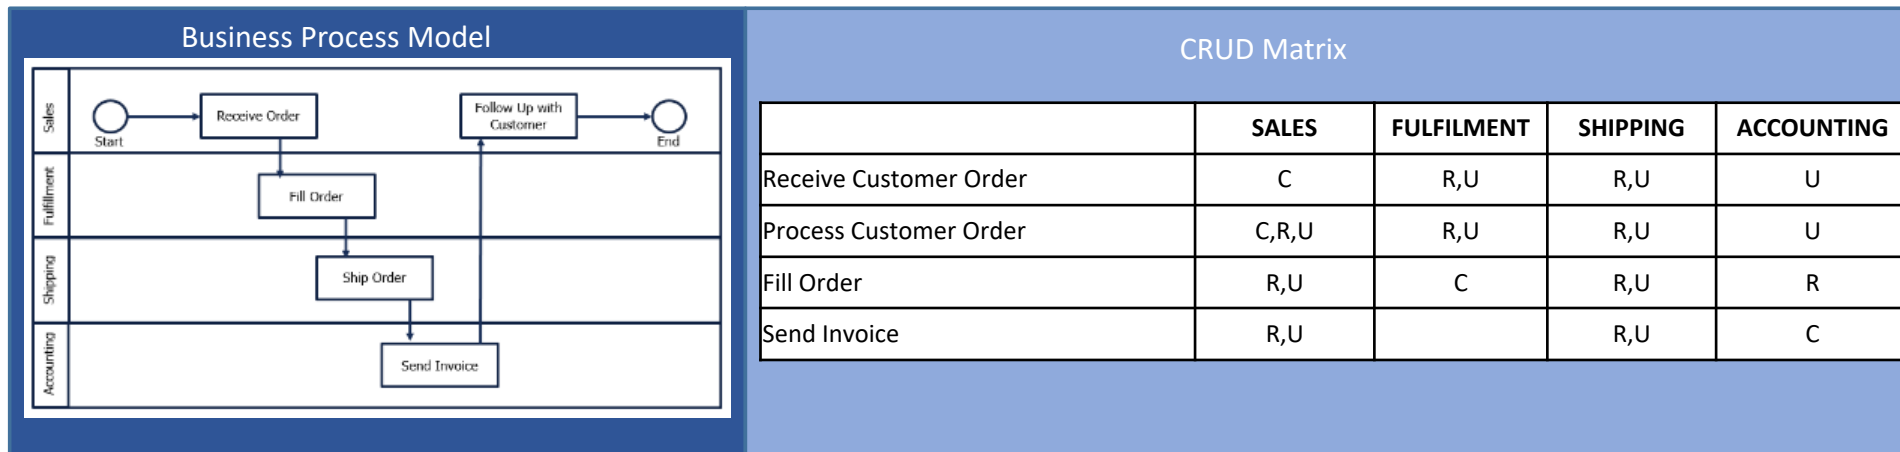 Business Process Model
Sales
Start
Receive Order
Follow Up with
Customer
End
Fulfillment
Fill Order
Shipping
Ship Order
Accounting
Send Invoice
CRUD Matrix
SALES FULFILMENT SHIPPING ACCOUNTING
Receive Customer Order C R,U R,U U
Process Customer Order C,R,U R,U R,U U
Fill Order R,U C R,U R
Send Invoice R,U R,U C